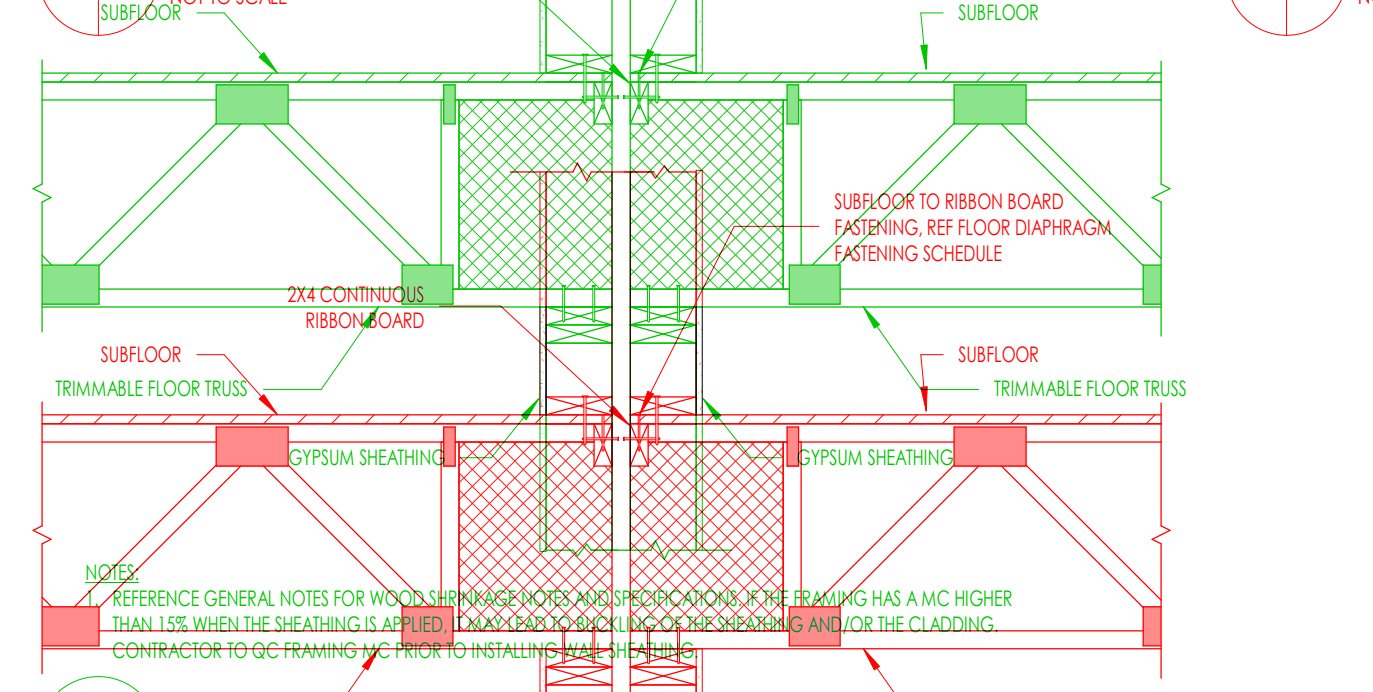 NOT TO SCALE
SUBFLOOR
SUBFLOOR
SUBFLOOR TO RIBBON BOARD
FASTENING, REF FLOOR DIAPHRAGM
FASTENING SCHEDULE
2X4 CONTINUOUS
RIBBON BOARD
SUBFLOOR
SUBFLOOR
TRIMMABLE FLOOR TRUSS
TRIMMABLE FLOOR TRUSS
GYPSUM SHEATHING
GYPSUM SHEATHING
NOTES:
1. REFERENCE GENERAL NOTES FOR WOOD SHRINKAGE NOTES AND SPECIFICATIONS. IF THE FRAMING HAS A MC HIGHER
THAN 15% WHEN THE SHEATHING IS APPLIED, IT MAY LEAD TO BUCKLING OF THE SHEATHING AND/OR THE CLADDING.
CONTRACTOR TO QC FRAMING MC PRIOR TO INSTALLING WALL SHEATHING.